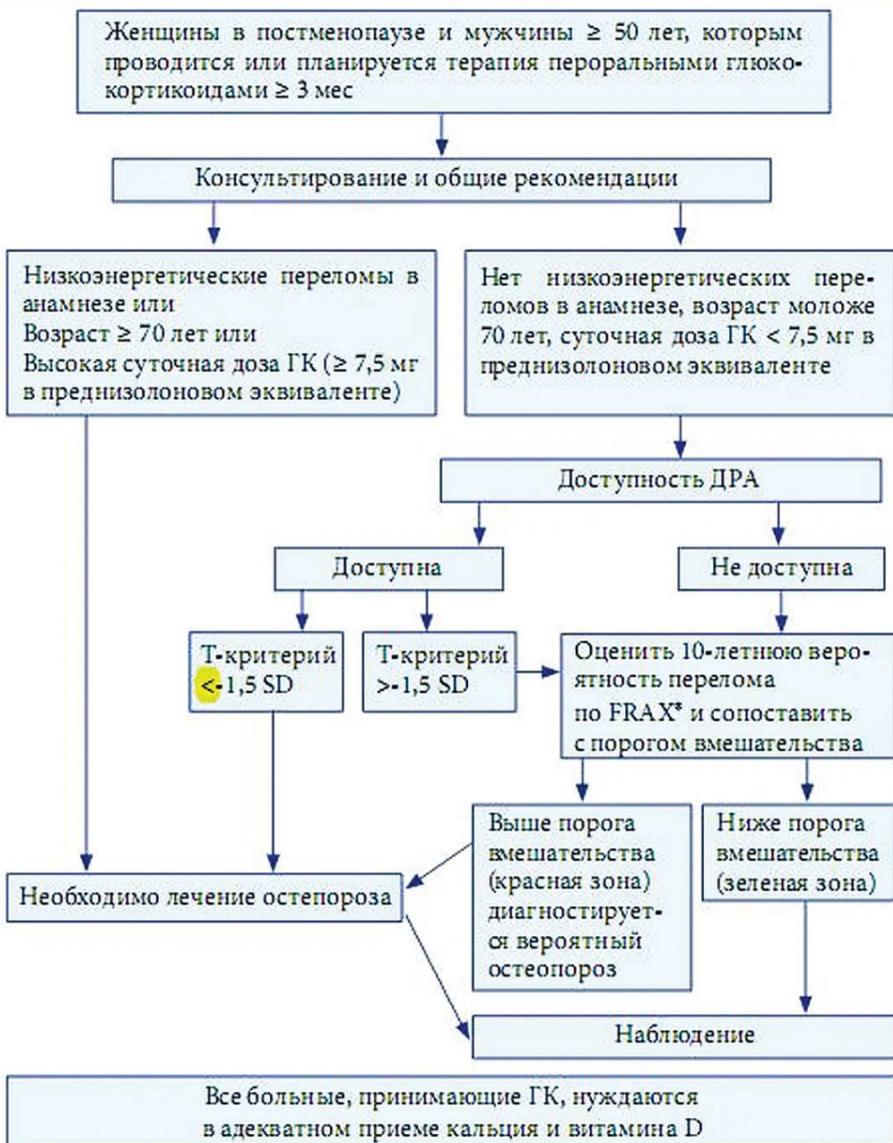 Женщины в постменопаузе и мужчины ≥ 50 лет, которым
проводится или планируется терапия пероральными глюко-
кортикоидами ≥ 3 мес
Консультирование и общие рекомендации
Низкоэнергетические переломы в
анамнезе или
Возраст ≥ 70 лет или
Высокая суточная доза ГК (≥ 7,5 мг
в преднизолоновом эквиваленте)
Нет низкоэнергетических пере-
ломов в анамнезе, возраст моложе
70 лет, суточная доза ГК < 7,5 мг в
преднизолоновом эквиваленте
Доступность ДРА
Доступна
Не доступна
Т-критерий
<-1,5 SD
Т-критерий
>-1,5 SD
Оценить 10-летнюю веро-
ятность перелома
по FRAX* и сопоставить
с порогом вмешательства
Выше порога
вмешательства
(красная зона)
диагностирует-
ся вероятный
остеопороз
Ниже порога
вмешательства
(зеленая зона)
Необходимо лечение остепороза
Наблюдение
Все больные, принимающие ГК, нуждаются
в адекватном приеме кальция и витамина D